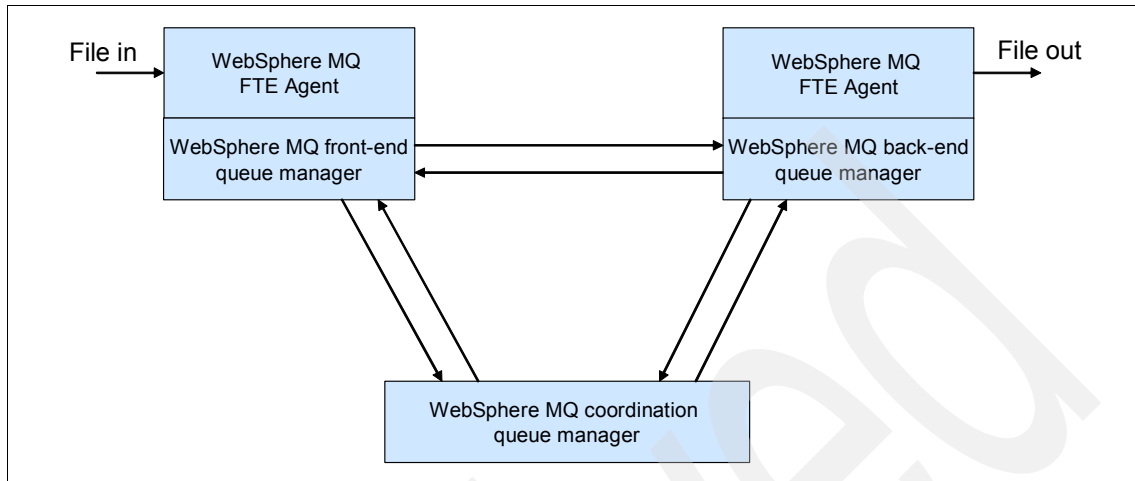 File in
WebSphere MQ
FTE Agent
WebSphere MQ front-end
queue manager
WebSphere MQ
FTE Agent
WebSphere MQ back-end
queue manager
File out
WebSphere MQ coordination
queue manager